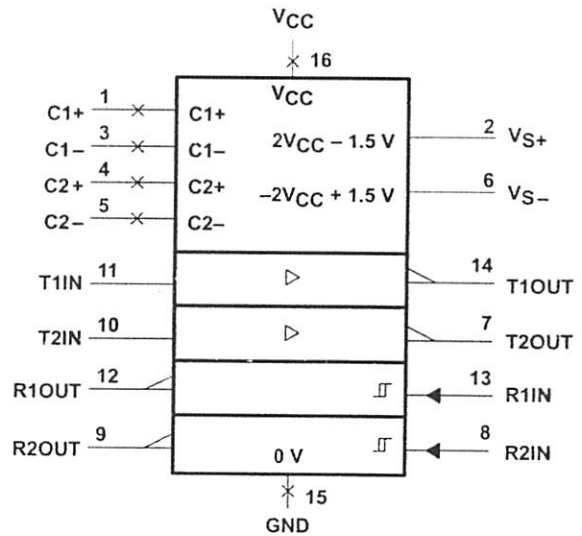 VCC
16
VCC
1
C1+ C1+
3
C1– C1–
4
C2+ C2+
5
C2– C2–
2VCC – 1.5 V
2
VS+
–2VCC + 1.5 V
6
VS–
11
T1IN
14
T1OUT
10
T2IN
7
T2OUT
12
R1OUT
13
R1IN
9
R2OUT
8
R2IN
0 V
15
GND